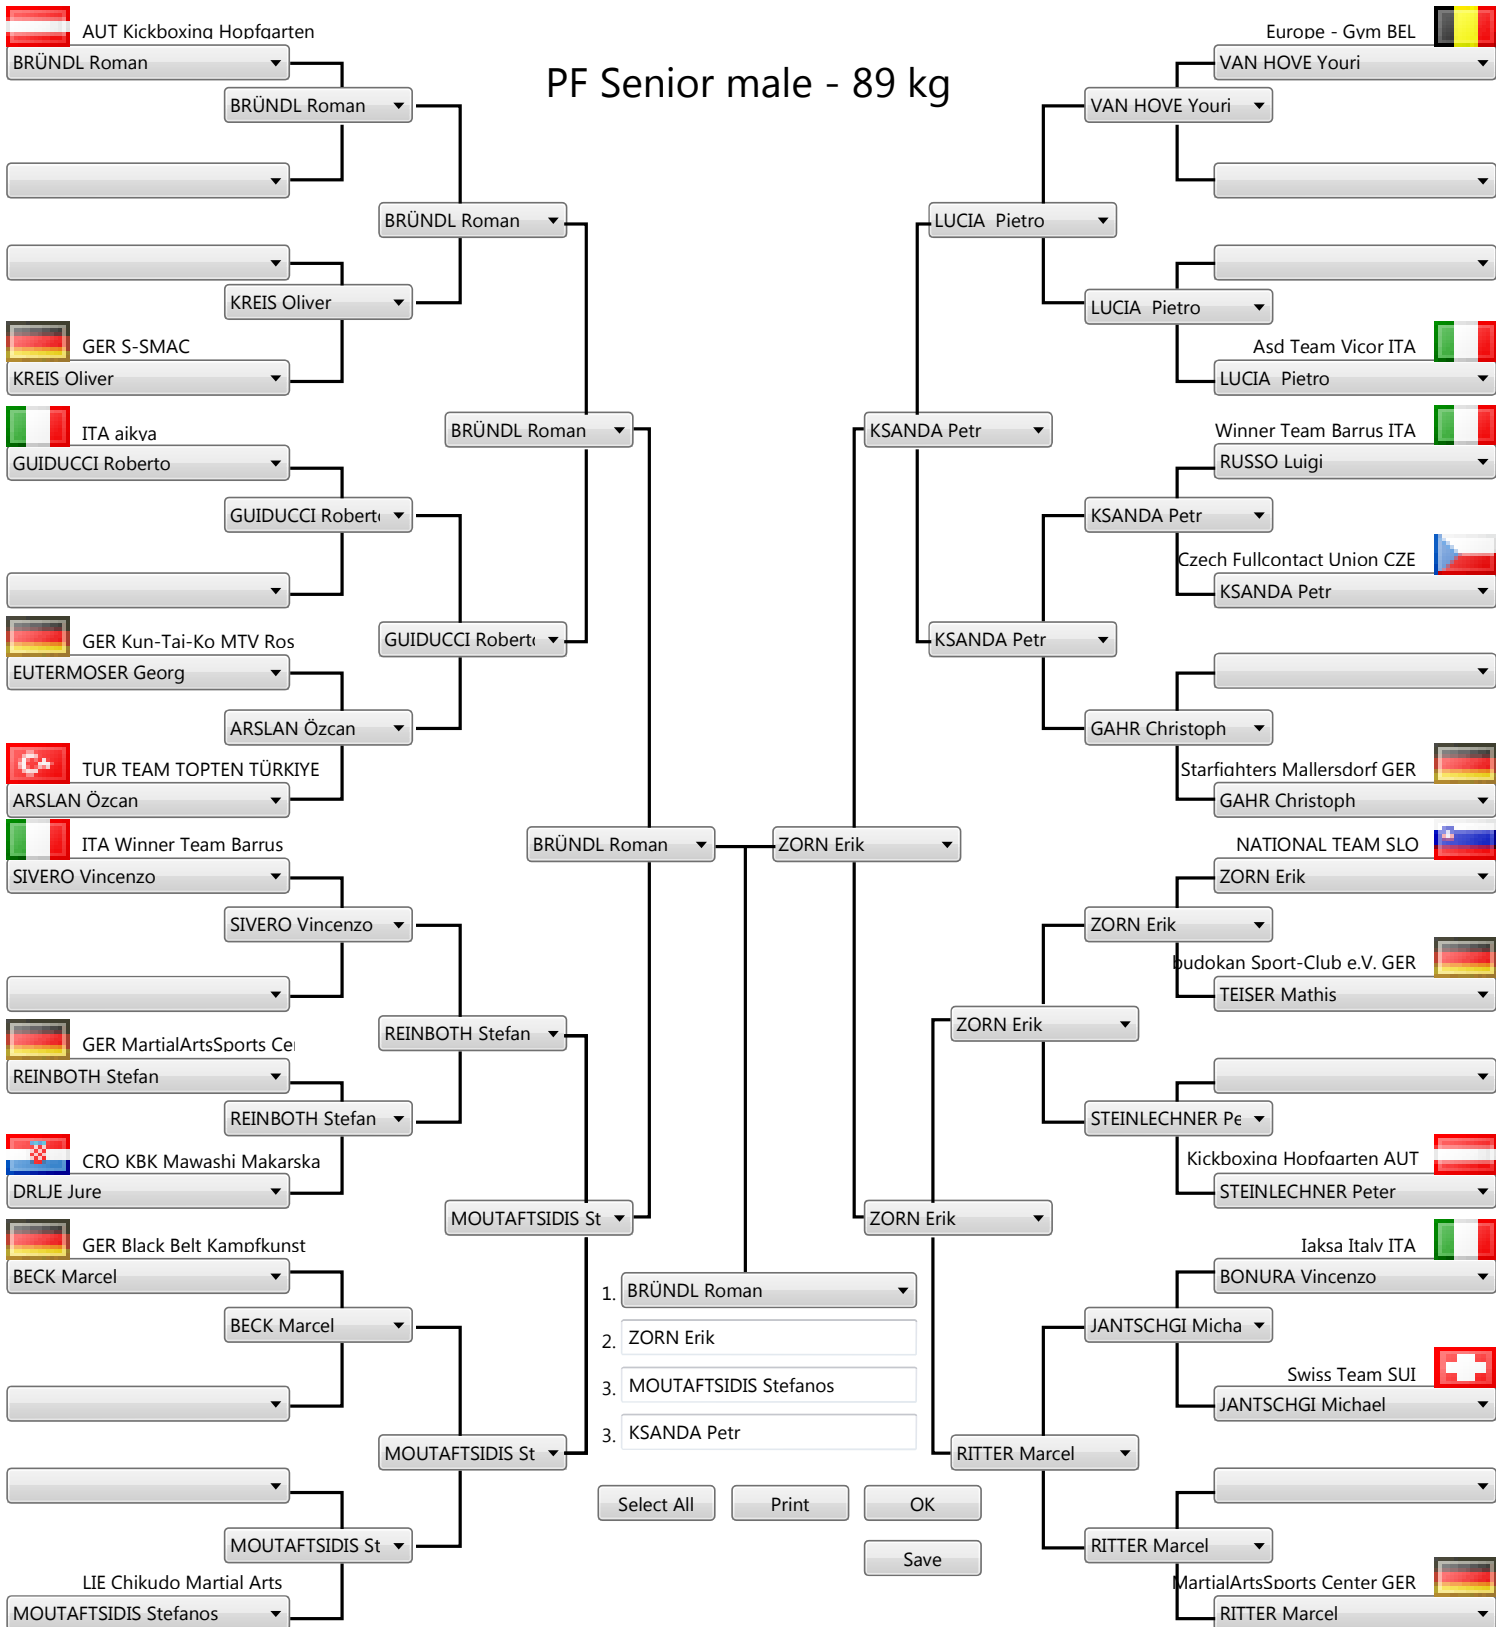 PF Senior male - 89 kg
AUT Kickboxing Hopfgarten
BRÜNDL Roman
BRÜNDL Roman
BRÜNDL Roman
KREIS Oliver
GER S-SMAC
KREIS Oliver
ITA aikya
GUIDUCCI Roberto
BRÜNDL Roman
GUIDUCCI Robert
GER Kun-Tai-Ko MTV Ros
GUIDUCCI Robert
EUTERMOSER Georg
ARSLAN Özcan
TUR TEAM TOPTEN TÜRKIYE
ARSLAN Özcan
ITA Winner Team Barrus
BRÜNDL Roman
SIVERO Vincenzo
SIVERO Vincenzo
GER MartialArtsSports Ce
REINBOTH Stefan
REINBOTH Stefan
REINBOTH Stefan
CRO KBK Mawashi Makarska
DRLJE Jure
MOUTAFTSIDIS St
GER Black Belt Kampfkunst
BECK Marcel
BECK Marcel
MOUTAFTSIDIS St
MOUTAFTSIDIS St
LIE Chikudo Martial Arts
MOUTAFTSIDIS Stefanos
Europe - Gym BEL
VAN HOVE Youri
VAN HOVE Youri
LUCIA Pietro
LUCIA Pietro
Asd Team Vicor ITA
LUCIA Pietro
Winner Team Barrus ITA
KSANDA Petr
RUSSO Luigi
KSANDA Petr
Czech Fullcontact Union CZE
KSANDA Petr
KSANDA Petr
GAHR Christoph
Starfighters Mallersdorf GER
GAHR Christoph
NATIONAL TEAM SLO
ZORN Erik
ZORN Erik
ZORN Erik
budokan Sport-Club e.V. GER
TEISER Mathis
ZORN Erik
STEINLECHNER Pe
Kickboxing Hopfgarten AUT
STEINLECHNER Peter
ZORN Erik
Iaksa Italy ITA
BONURA Vincenzo
JANTSCHGI Micha
Swiss Team SUI
JANTSCHGI Michael
RITTER Marcel
RITTER Marcel
MartialArtsSports Center GER
RITTER Marcel
1. BRÜNDL Roman
2. ZORN Erik
3. MOUTAFTSIDIS Stefanos
3. KSANDA Petr
Select All Print OK
Save